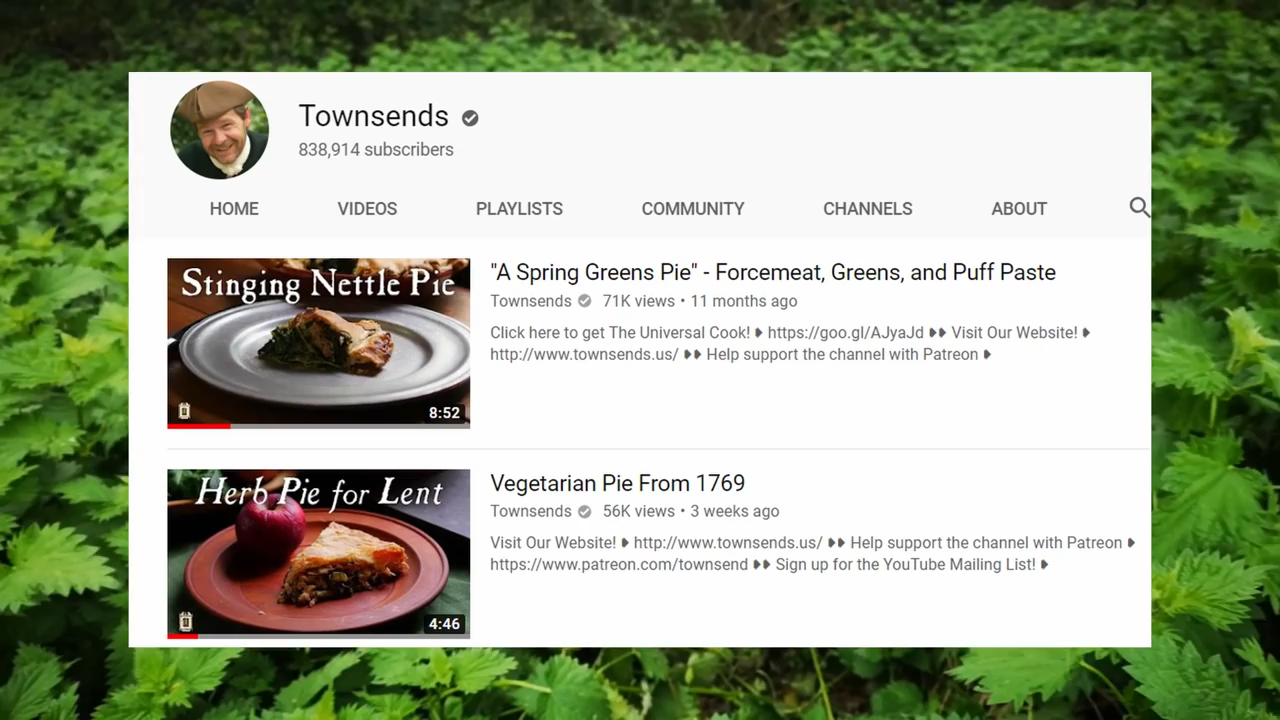 Townsends
838,914 subscribers
HOME VIDEOS PLAYLISTS COMMUNITY CHANNELS ABOUT
Stinging Nettle Pie
8:52
"A Spring Greens Pie" - Forcemeat, Greens, and Puff Paste
Townsends 71K views • 11 months ago
Click here to get The Universal Cook! ❥ https://goo.gl/AJyaJd ❥❥ Visit Our Website! ❥
http://www.townsends.us/ ❥❥ Help support the channel with Patreon ❥
Herb Pie for Lent
4:46
Vegetarian Pie From 1769
Townsends 56K views • 3 weeks ago
Visit Our Website! ❥ http://www.townsends.us/ ❥❥ Help support the channel with Patreon ❥
https://www.patreon.com/townsend ❥❥ Sign up for the YouTube Mailing List! ❥